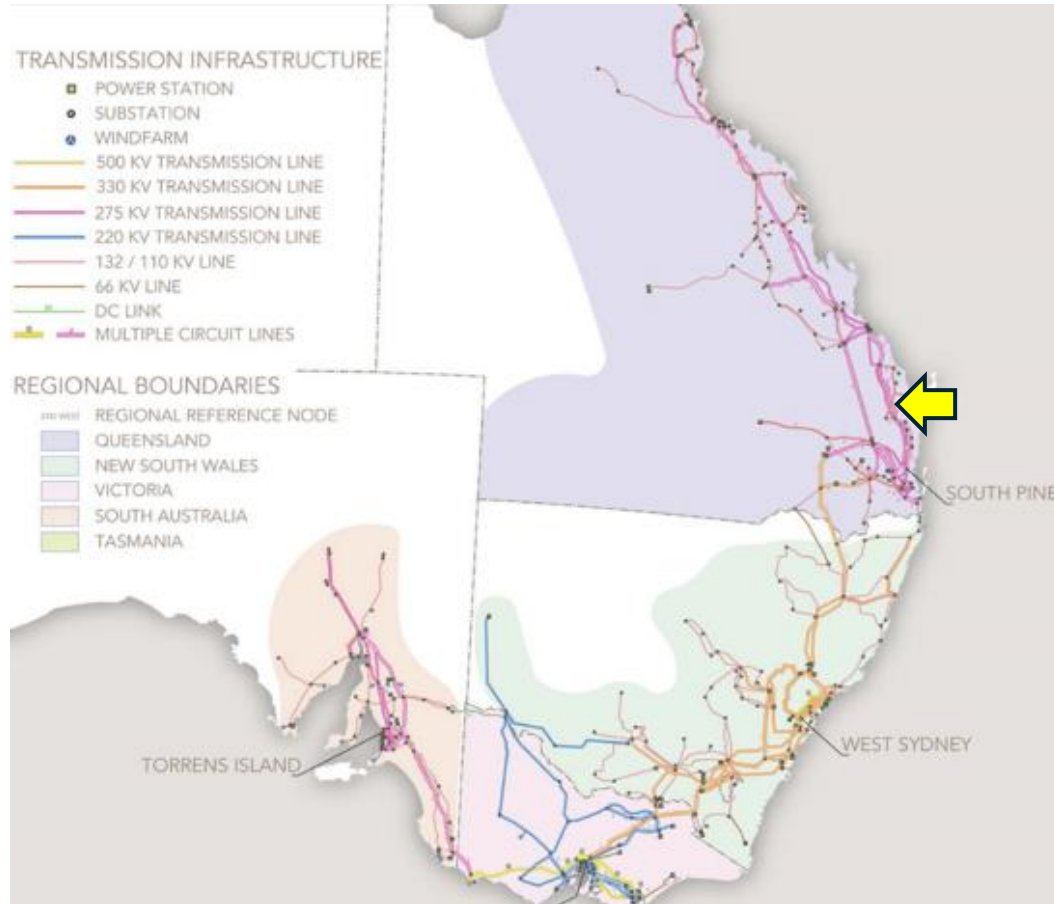 TRANSMISSION INFRASTRUCTURE
POWER STATION
SUBSTATION
WINDFARM
500 KV TRANSMISSION LINE
330 KV TRANSMISSION LINE
275 KV TRANSMISSION LINE
220 KV TRANSMISSION LINE
132 / 110 KV LINE
66 KV LINE
DC LINK
MULTIPLE CIRCUIT LINES
REGIONAL BOUNDARIES
REGIONAL REFERENCE NODE
QUEENSLAND
NEW SOUTH WALES
VICTORIA
SOUTH AUSTRALIA
TASMANIA
SOUTH PINE
WEST SYDNEY
TORRENS ISLAND